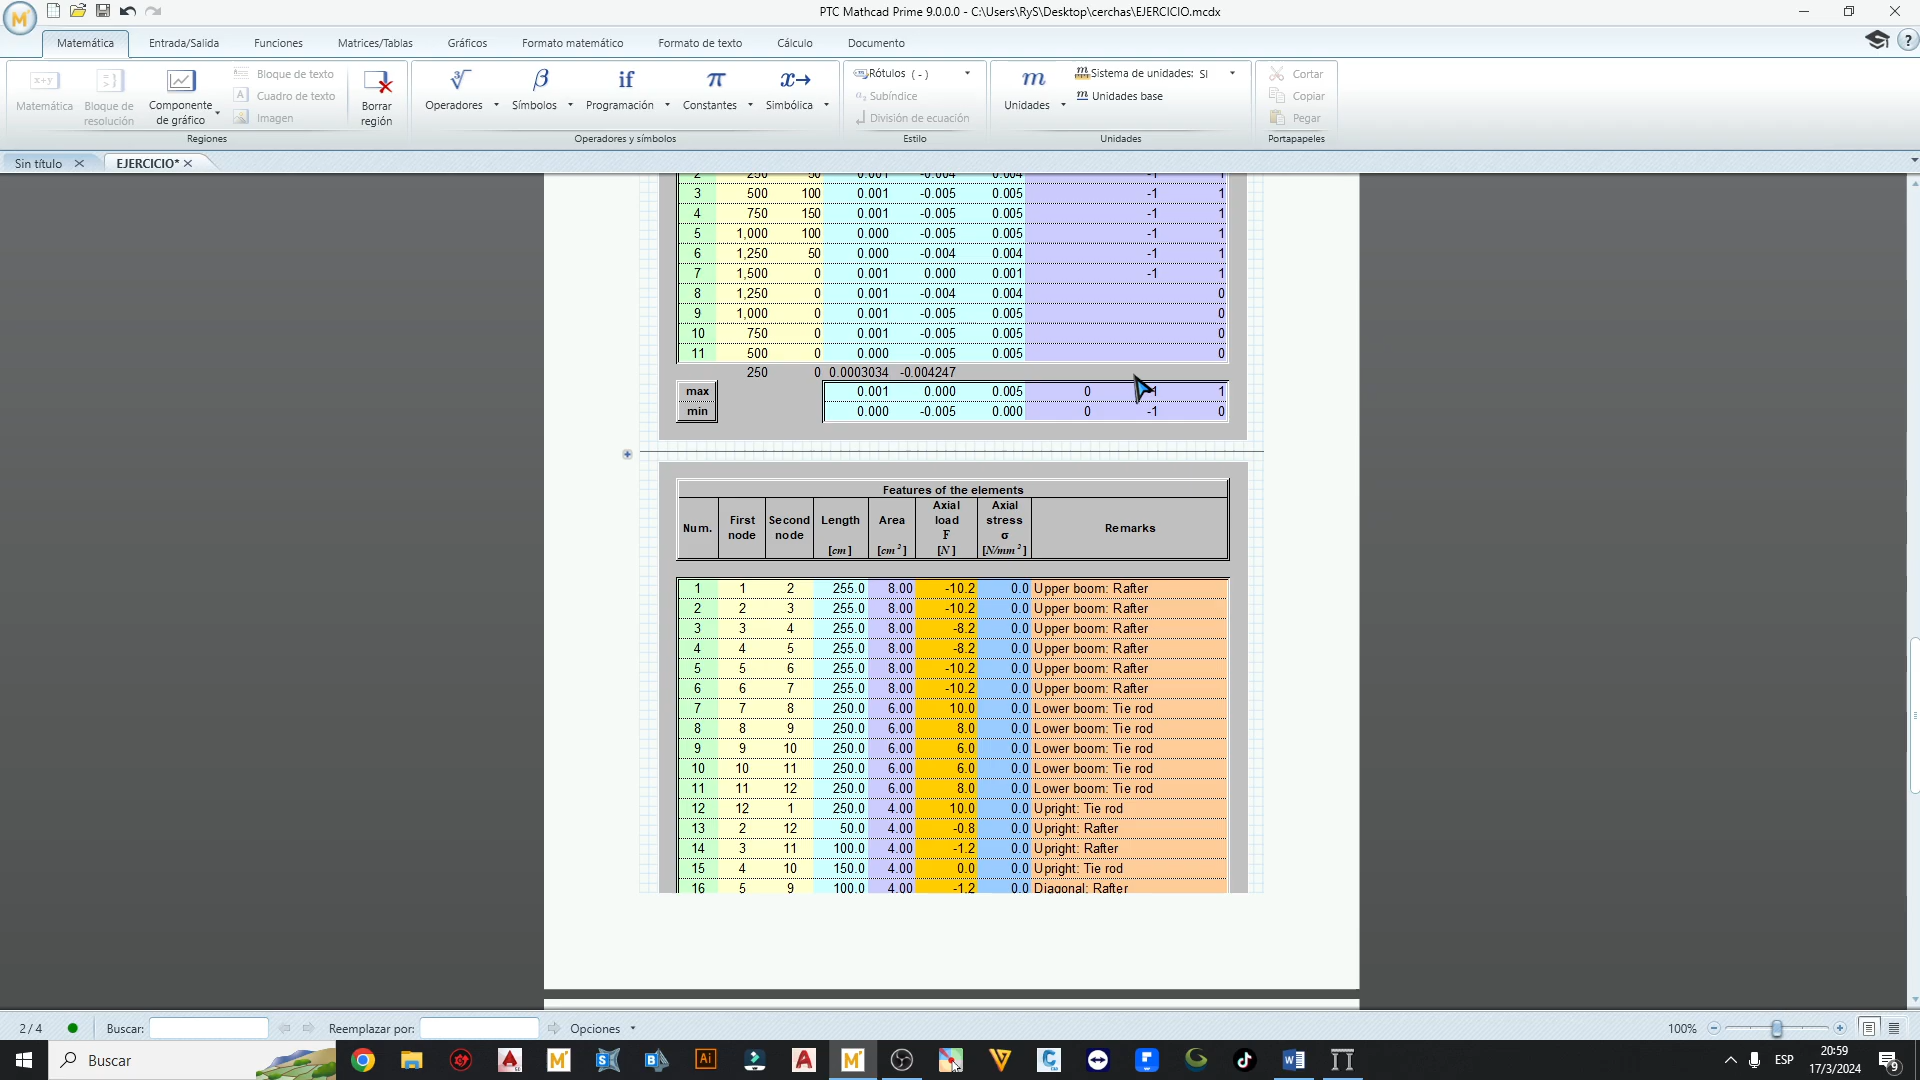 PTC Mathcad Prime 9.0.0.0 - C:\Users\RyS\Desktop\cerchas\EJERCICIO.mcdx
Matemática Entrada/Salida Funciones Matrices/Tablas Gráficos Formato matemático Formato de texto Cálculo Documento
Matemática
Bloque de resolución
Componente de gráfico
Bloque de texto
Cuadro de texto
Imagen
Borrar región
Regiones
Operadores Símbolos Programación Constantes Simbólica
Operadores y símbolos
Rótulos ( - )
Subíndice
División de ecuación
Estilo
Unidades
Sistema de unidades: SI
Unidades base
Unidades
Cortar
Copiar
Pegar
Portapapeles
Sin título EJERCICIO*
2 250 50 0.001 -0.004 0.004 -1 1
3 500 100 0.001 -0.005 0.005 -1 1
4 750 150 0.001 -0.005 0.005 -1 1
5 1,000 100 0.000 -0.005 0.005 -1 1
6 1,250 50 0.000 -0.004 0.004 -1 1
7 1,500 0 0.001 0.000 0.001 -1 1
8 1,250 0 0.001 -0.004 0.004 0
9 1,000 0 0.001 -0.005 0.005 0
10 750 0 0.001 -0.005 0.005 0
11 500 0 0.000 -0.005 0.005 0
250 0 0.0003034 -0.004247
max 0.001 0.000 0.005 0 -1 1
min 0.000 -0.005 0.000 0 -1 0
Features of the elements
Num. First node Second node Length [cm] Area [cm²] Axial load F [N] Axial stress σ [N/mm²] Remarks
1 1 2 255.0 8.00 -10.2 0.0 Upper boom: Rafter
2 2 3 255.0 8.00 -10.2 0.0 Upper boom: Rafter
3 3 4 255.0 8.00 -8.2 0.0 Upper boom: Rafter
4 4 5 255.0 8.00 -8.2 0.0 Upper boom: Rafter
5 5 6 255.0 8.00 -10.2 0.0 Upper boom: Rafter
6 6 7 255.0 8.00 -10.2 0.0 Upper boom: Rafter
7 7 8 250.0 6.00 10.0 0.0 Lower boom: Tie rod
8 8 9 250.0 6.00 8.0 0.0 Lower boom: Tie rod
9 9 10 250.0 6.00 6.0 0.0 Lower boom: Tie rod
10 10 11 250.0 6.00 6.0 0.0 Lower boom: Tie rod
11 11 12 250.0 6.00 8.0 0.0 Lower boom: Tie rod
12 12 1 250.0 4.00 10.0 0.0 Upright: Tie rod
13 2 12 50.0 4.00 -0.8 0.0 Upright: Rafter
14 3 11 100.0 4.00 -1.2 0.0 Upright: Rafter
15 4 10 150.0 4.00 0.0 0.0 Upright: Tie rod
16 5 9 100.0 4.00 -1.2 0.0 Diagonal: Rafter
2 / 4 Buscar: Reemplazar por: Opciones 100%
Buscar ESP 20:59
17/3/2024